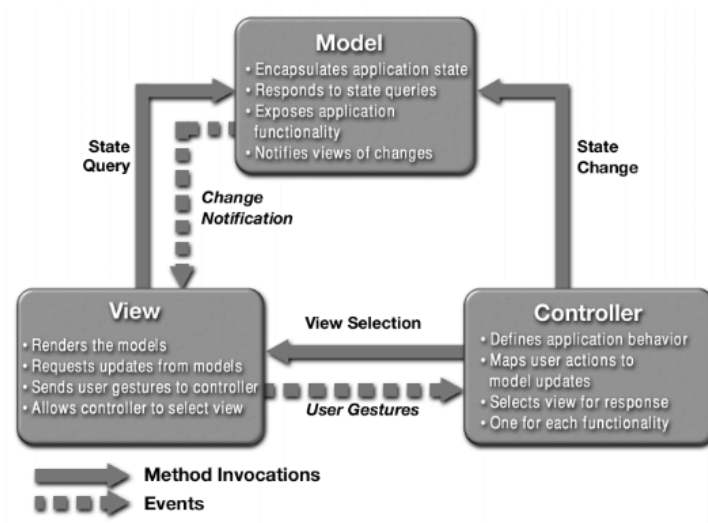 Model
• Encapsulates application state
• Responds to state queries
• Exposes application
functionality
• Notifies views of changes
State
Query
State
Change
Change
Notification
View
• Renders the models
• Requests updates from models
• Sends user gestures to controller
• Allows controller to select view
View Selection
User Gestures
Controller
• Defines application behavior
• Maps user actions to
model updates
• Selects view for response
• One for each functionality
Method Invocations
Events